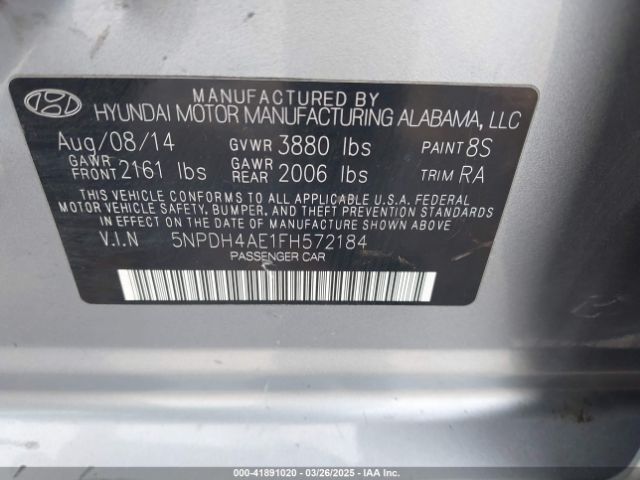 MANUFACTURED BY
HYUNDAI MOTOR MANUFACTURING ALABAMA, LLC
Aug/08/14 GVWR 3880 lbs PAINT 8S
GAWR FRONT 2161 lbs GAWR REAR 2006 lbs TRIM RA
THIS VEHICLE CONFORMS TO ALL APPLICABLE U.S.A. FEDERAL
MOTOR VEHICLE SAFETY, BUMPER, AND THEFT PREVENTION STANDARDS
IN EFFECT ON THE DATE OF MANUFACTURE SHOWN ABOVE.
V.I.N 5NPDH4AE1FH572184
PASSENGER CAR
000-41891020 - 03/26/2025 - IAAI.CA